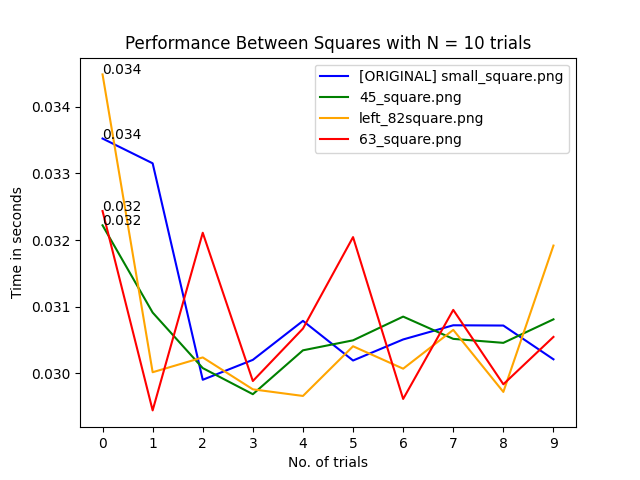 Performance Between Squares with N = 10 trials
[ORIGINAL] small_square.png
45_square.png
left_82square.png
63_square.png
0.034
0.034
0.032
0.032
0.034
0.033
0.032
0.031
0.030
Time in seconds
0 1 2 3 4 5 6 7 8 9
No. of trials